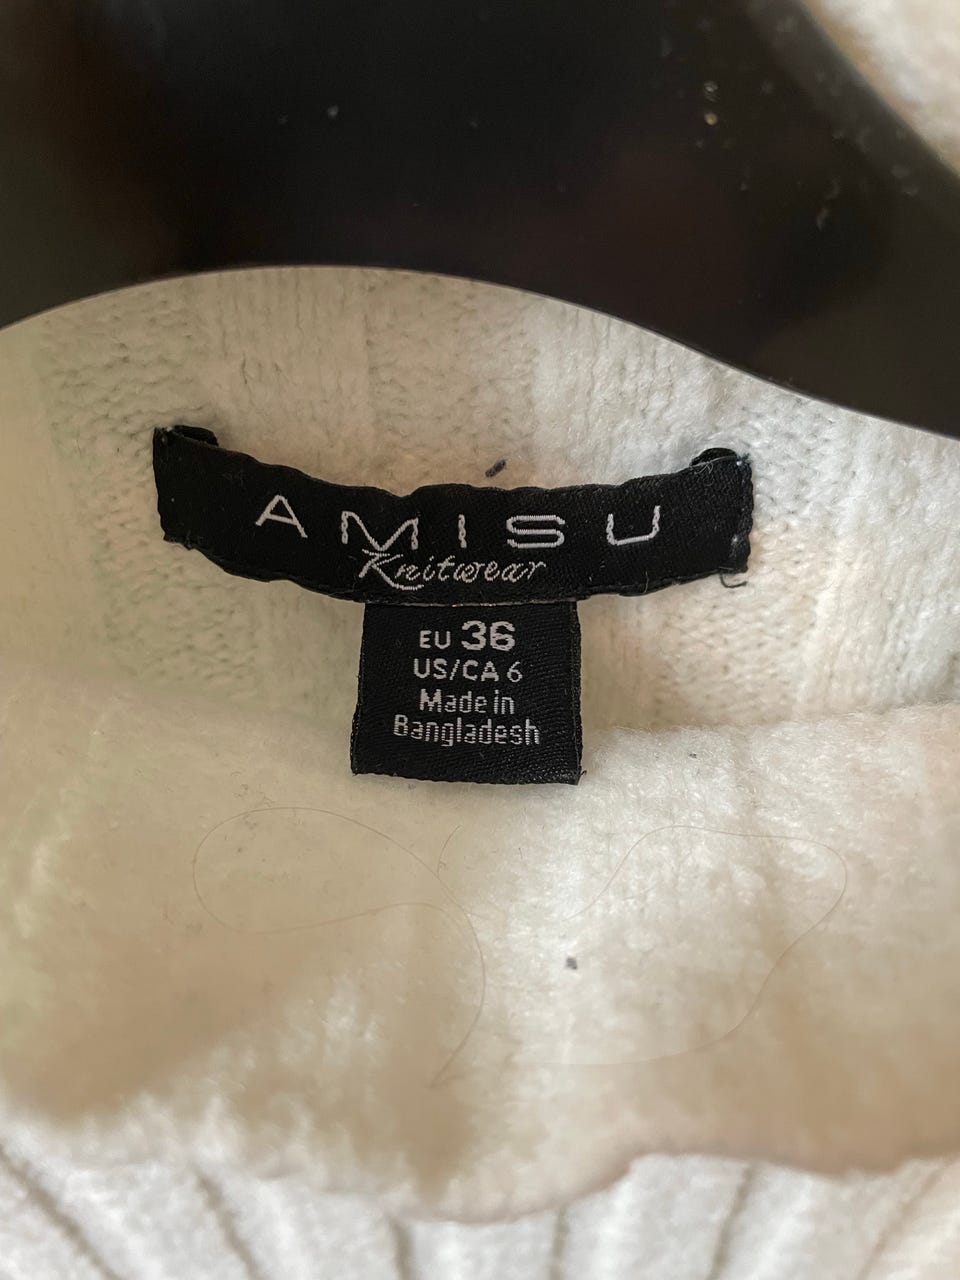 AMISU
Knitwear
EU 36
US/CA 6
Made in
Bangladesh